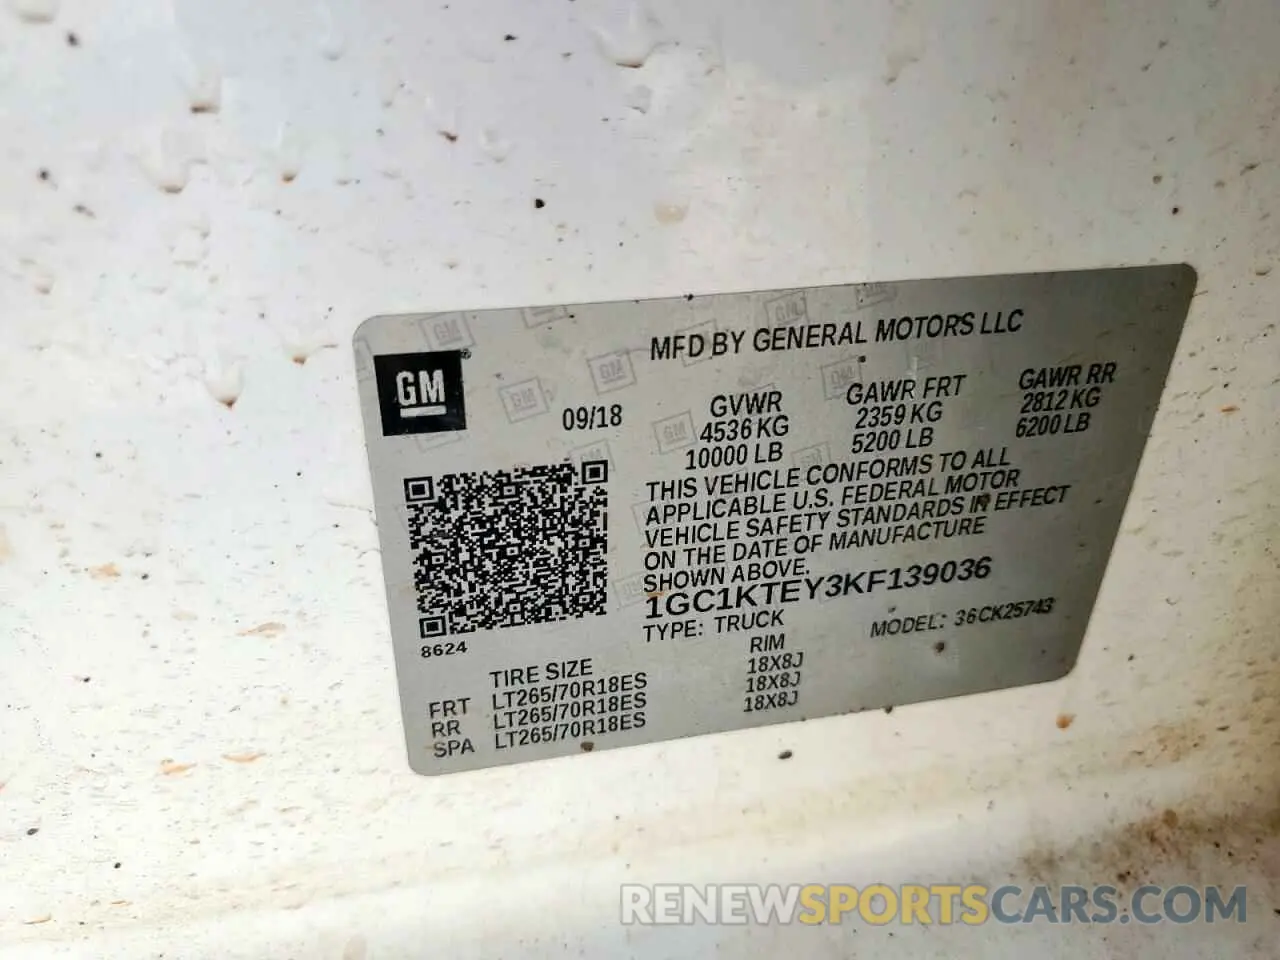 MFD BY GENERAL MOTORS LLC
GM
09/18
GVWR GAWR FRT GAWR RR
4536 KG 2359 KG 2812 KG
10000 LB 5200 LB 6200 LB
THIS VEHICLE CONFORMS TO ALL
APPLICABLE U.S. FEDERAL MOTOR
VEHICLE SAFETY STANDARDS IN EFFECT
ON THE DATE OF MANUFACTURE
SHOWN ABOVE.
1GC1KTEY3KF139036
TYPE: TRUCK MODEL: 36CK25743
8624
TIRE SIZE RIM
FRT LT265/70R18ES 18X8J
RR LT265/70R18ES 18X8J
SPA LT265/70R18ES 18X8J
RENEWSPORTSCARS.COM